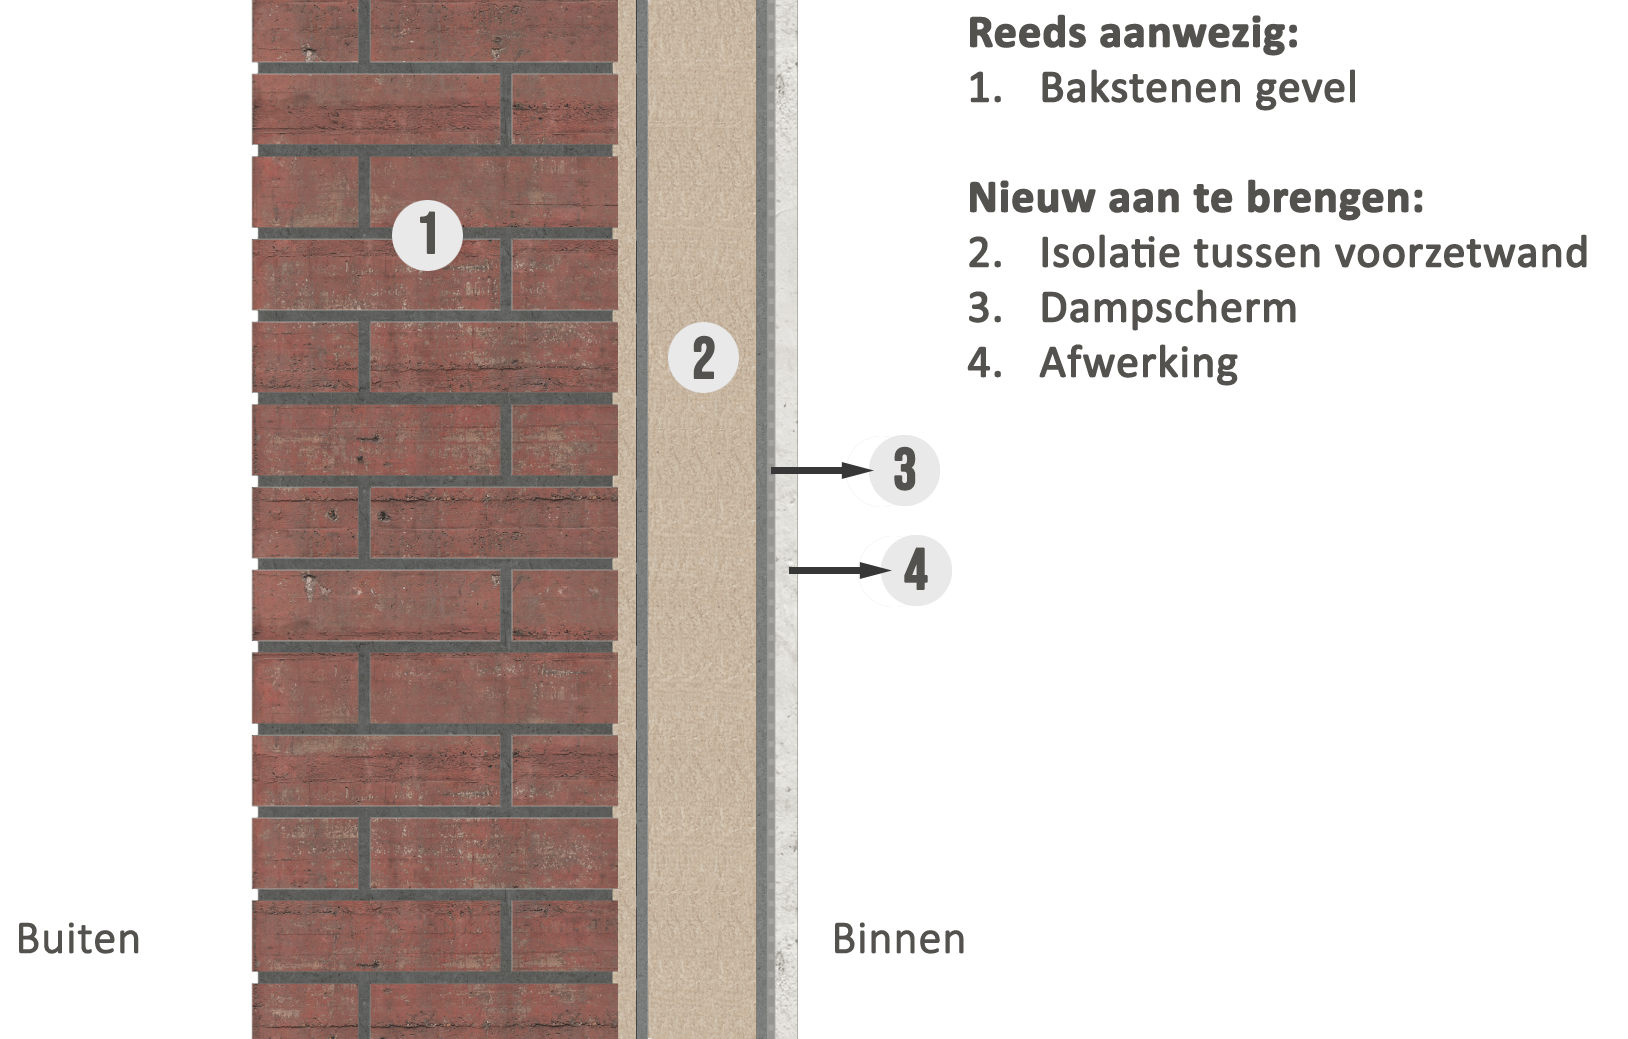 Reeds aanwezig:
1. Bakstenen gevel
Nieuw aan te brengen:
2. Isolatie tussen voorzetwand
3. Dampscherm
4. Afwerking
1
2
3
4
Buiten
Binnen